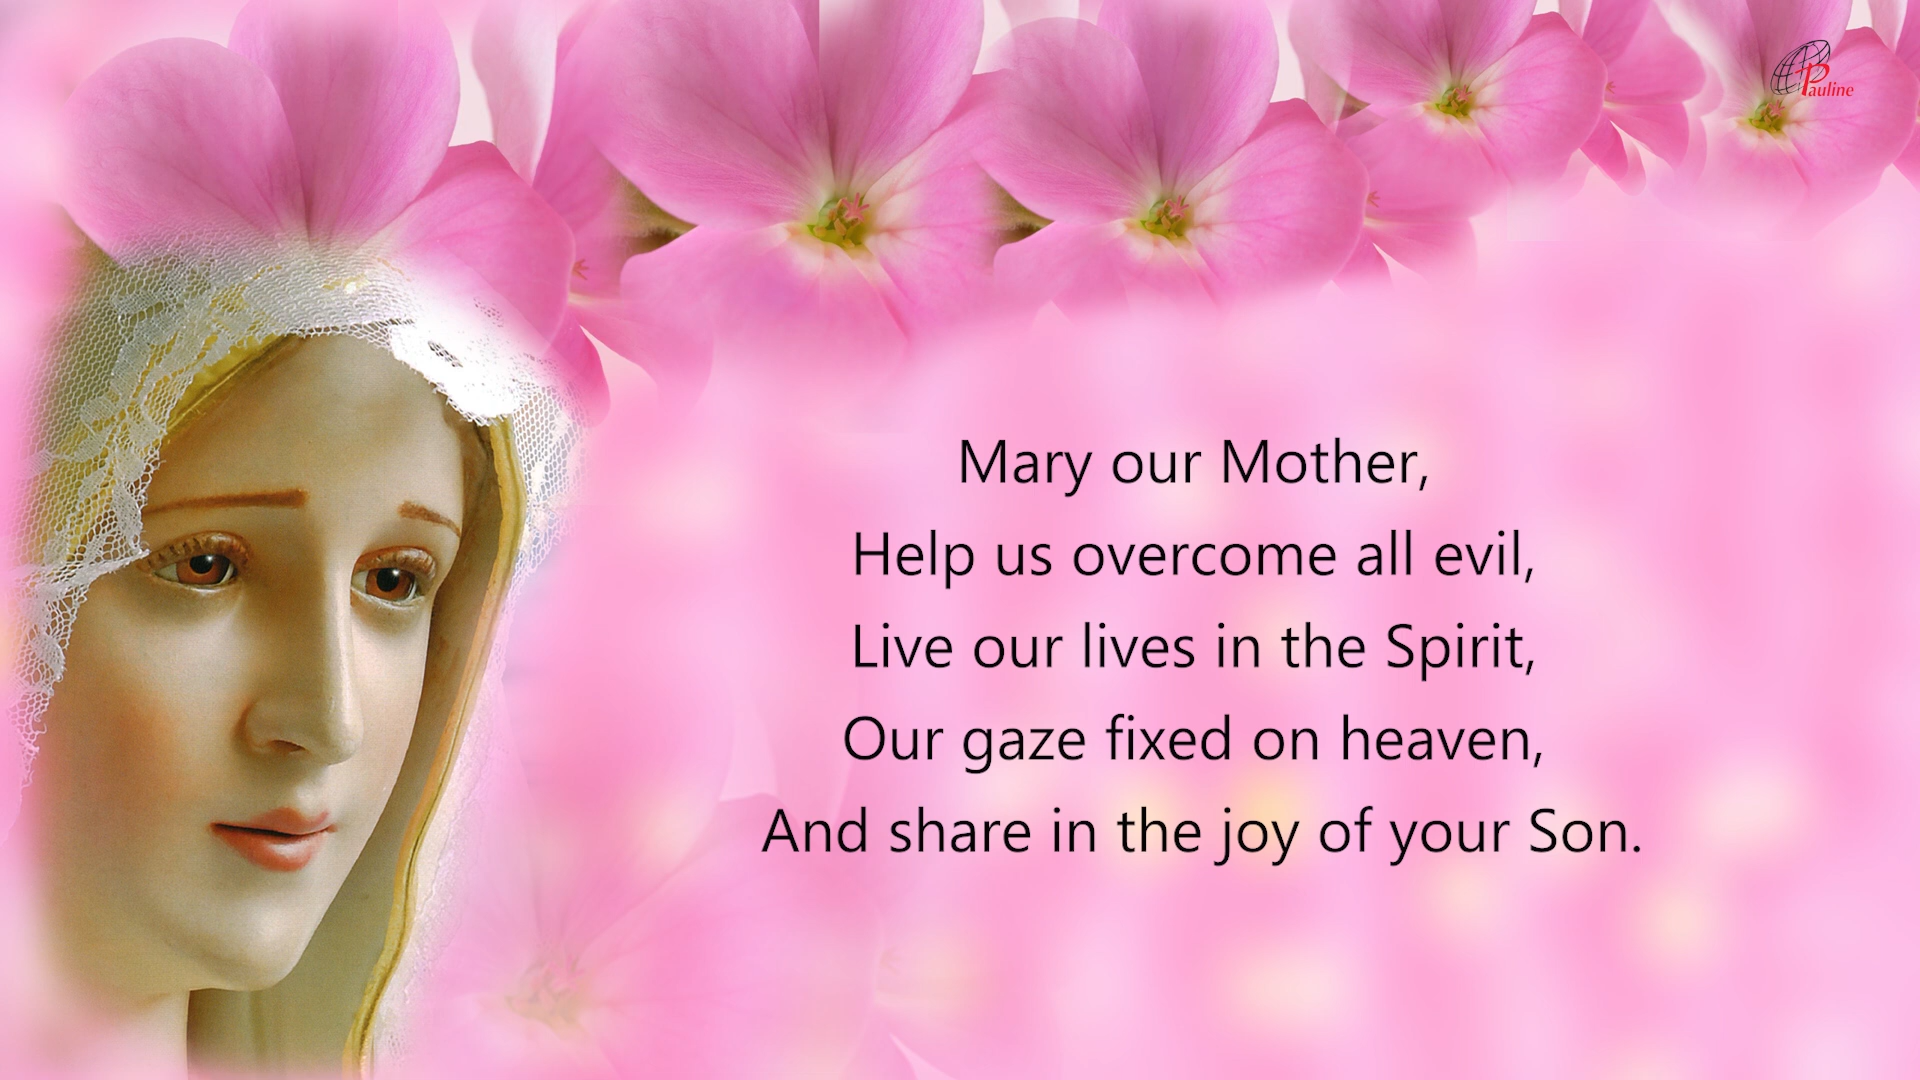 Pauline
Mary our Mother,
Help us overcome all evil,
Live our lives in the Spirit,
Our gaze fixed on heaven,
And share in the joy of your Son.